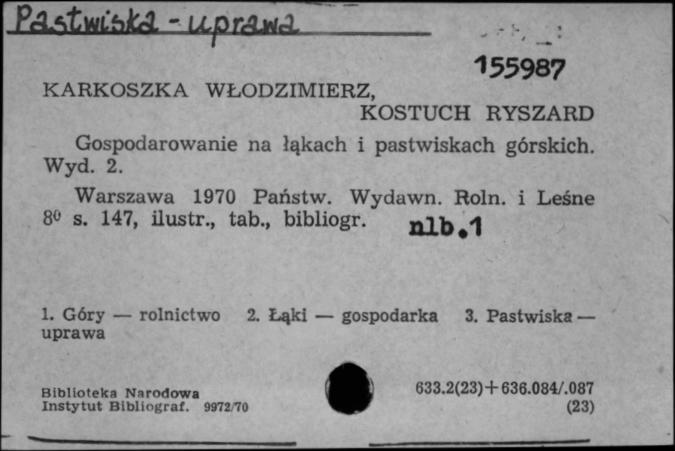 Pastwiska - uprawa
155987
KARKOSZKA WŁODZIMIERZ,
KOSTUCH RYSZARD
Gospodarowanie na łąkach i pastwiskach górskich.
Wyd. 2.
Warszawa 1970 Państw. Wydawn. Roln. i Leśne
8⁰ s. 147, ilustr., tab., bibliogr. nlb.1
1. Góry — rolnictwo 2. Łąki — gospodarka 3. Pastwiska —
uprawa
Biblioteka Narodowa 633.2(23)+636.084/.087
Instytut Bibliograf. 9972/70 (23)